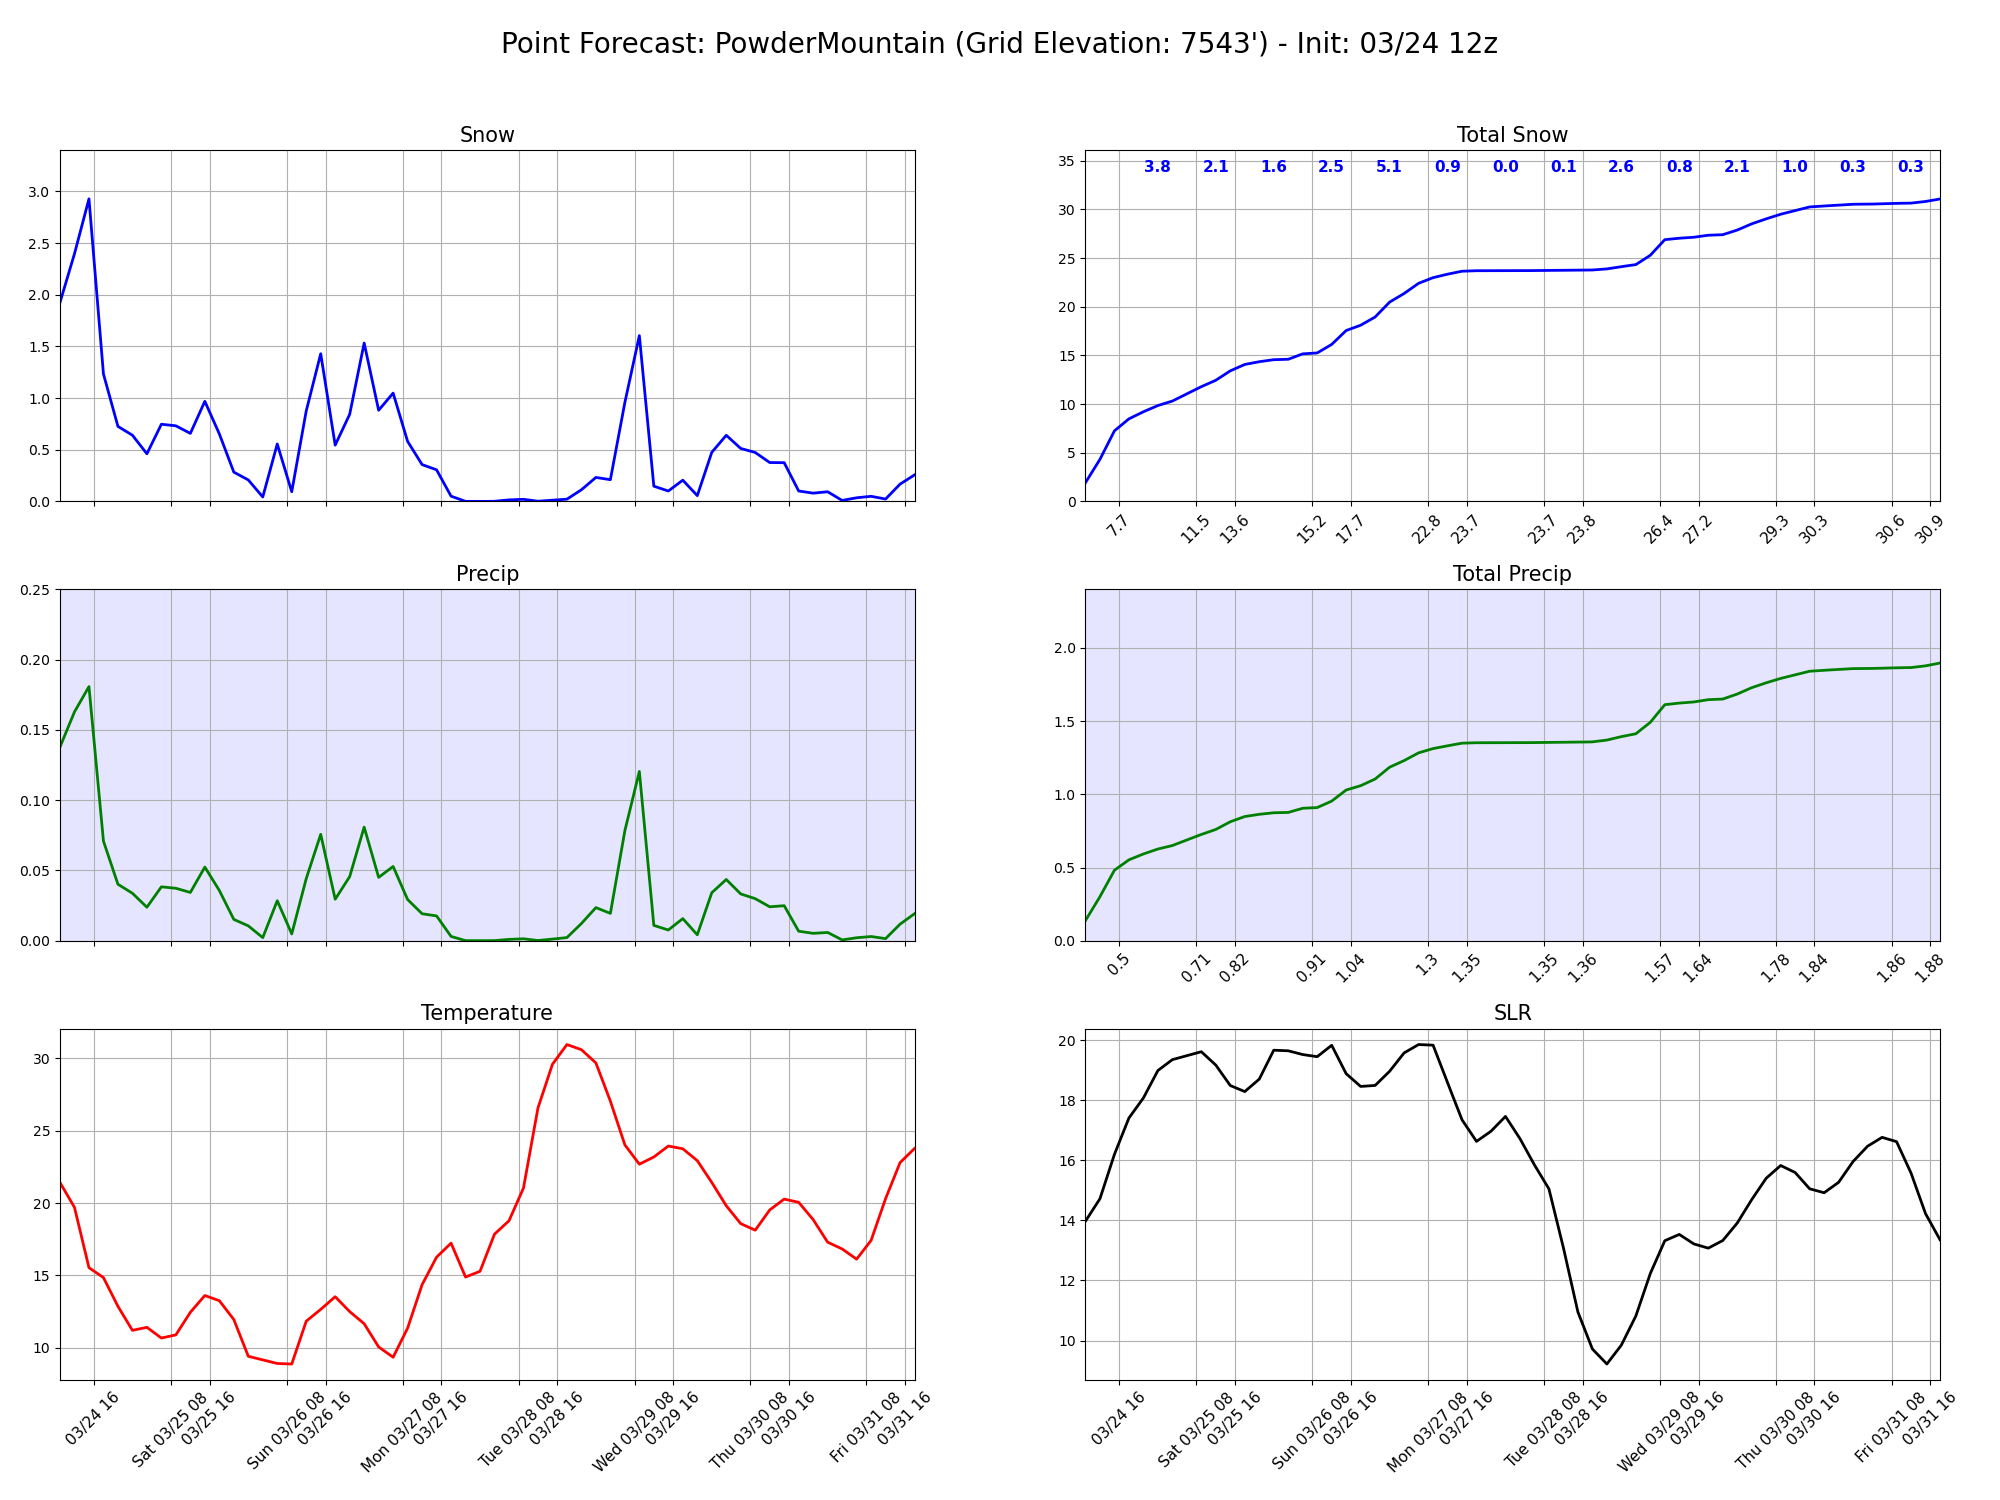 Point Forecast: PowderMountain (Grid Elevation: 7543') - Init: 03/24 12z
Snow
3.0
2.5
2.0
1.5
1.0
0.5
0.0
Total Snow
3.8 2.1 1.6 2.5 5.1 0.9 0.0 0.1 2.6 0.8 2.1 1.0 0.3 0.3
35
30
25
20
15
10
5
0
7.7 11.5 13.6 15.2 17.7 22.8 23.7 23.7 23.8 26.4 27.2 29.3 30.3 30.6 30.9
Precip
0.25
0.20
0.15
0.10
0.05
0.00
Total Precip
2.0
1.5
1.0
0.5
0.0
0.5 0.71 0.82 0.91 1.04 1.3 1.35 1.35 1.36 1.57 1.64 1.78 1.84 1.86 1.88
Temperature
30
25
20
15
10
03/24 16
Sat 03/25 08
03/25 16
Sun 03/26 08
03/26 16
Mon 03/27 08
03/27 16
Tue 03/28 08
03/28 16
Wed 03/29 08
03/29 16
Thu 03/30 08
03/30 16
Fri 03/31 08
03/31 16
SLR
20
18
16
14
12
10
03/24 16
Sat 03/25 08
03/25 16
Sun 03/26 08
03/26 16
Mon 03/27 08
03/27 16
Tue 03/28 08
03/28 16
Wed 03/29 08
03/29 16
Thu 03/30 08
03/30 16
Fri 03/31 08
03/31 16